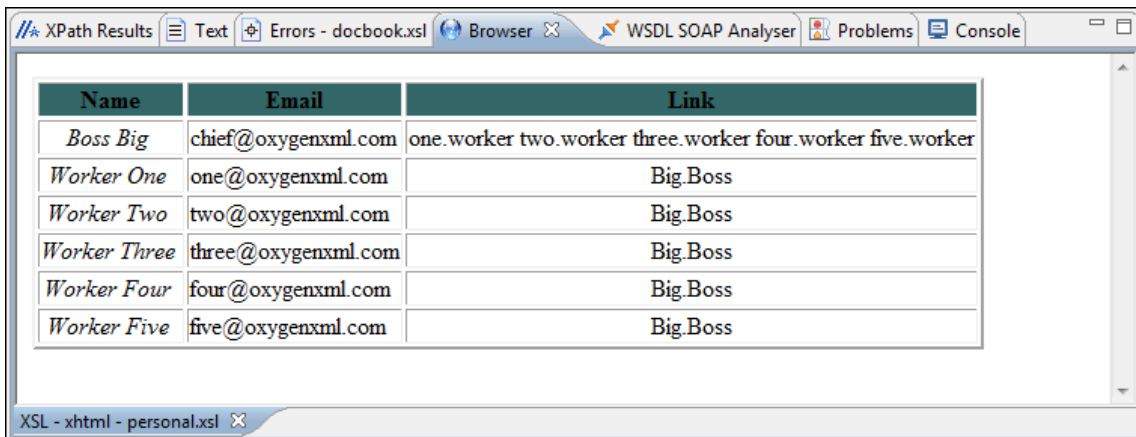 XPath Results Text Errors - docbook.xsl Browser WSDL SOAP Analyser Problems Console
Name Email Link
Boss Big chief@oxygenxml.com one.worker two.worker three.worker four.worker five.worker
Worker One one@oxygenxml.com Big.Boss
Worker Two two@oxygenxml.com Big.Boss
Worker Three three@oxygenxml.com Big.Boss
Worker Four four@oxygenxml.com Big.Boss
Worker Five five@oxygenxml.com Big.Boss
XSL - xhtml - personal.xsl